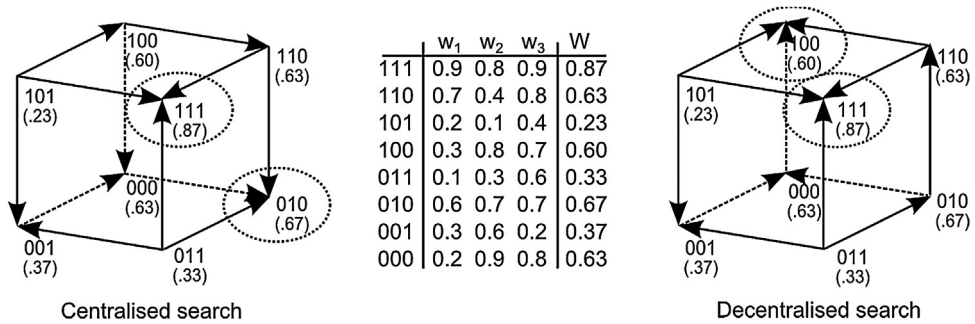 100
(.60)
110
(.63)
101
(.23)
111
(.87)
000
(.63)
010
(.67)
001
(.37)
011
(.33)
Centralised search
w1 w2 w3 W
111 0.9 0.8 0.9 0.87
110 0.7 0.4 0.8 0.63
101 0.2 0.1 0.4 0.23
100 0.3 0.8 0.7 0.60
011 0.1 0.3 0.6 0.33
010 0.6 0.7 0.7 0.67
001 0.3 0.6 0.2 0.37
000 0.2 0.9 0.8 0.63
100
(.60)
110
(.63)
101
(.23)
111
(.87)
000
(.63)
010
(.67)
001
(.37)
011
(.33)
Decentralised search